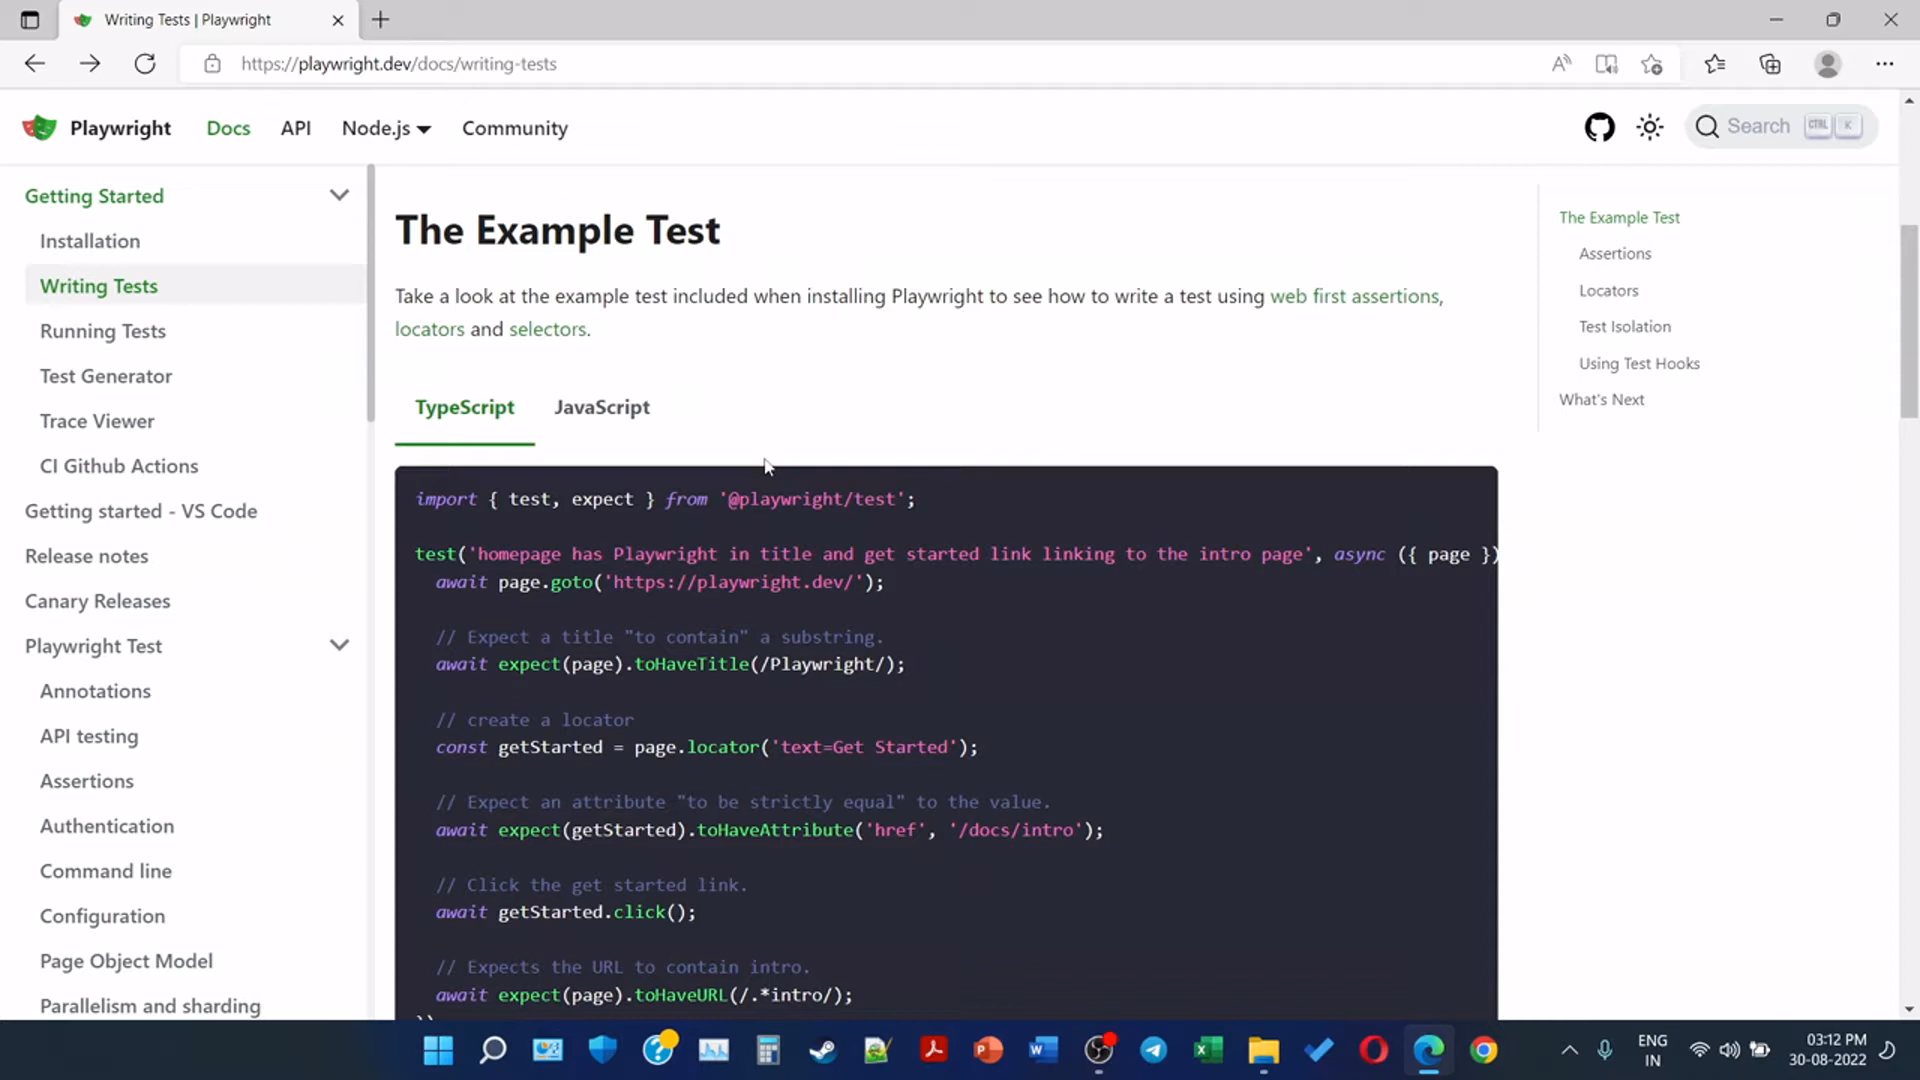 Writing Tests | Playwright
https://playwright.dev/docs/writing-tests
Playwright
Docs
API
Node.js
Community
Search
CTRL
K
Getting Started
Installation
Writing Tests
Running Tests
Test Generator
Trace Viewer
CI Github Actions
Getting started - VS Code
Release notes
Canary Releases
Playwright Test
Annotations
API testing
Assertions
Authentication
Command line
Configuration
Page Object Model
Parallelism and sharding
The Example Test
Take a look at the example test included when installing Playwright to see how to write a test using web first assertions,
locators and selectors.
TypeScript
JavaScript
import { test, expect } from '@playwright/test';
test('homepage has Playwright in title and get started link linking to the intro page', async ({ page })
await page.goto('https://playwright.dev/');
// Expect a title "to contain" a substring.
await expect(page).toHaveTitle(/Playwright/);
// create a locator
const getStarted = page.locator('text=Get Started');
// Expect an attribute "to be strictly equal" to the value.
await expect(getStarted).toHaveAttribute('href', '/docs/intro');
// Click the get started link.
await getStarted.click();
// Expects the URL to contain intro.
await expect(page).toHaveURL(/.*intro/);
The Example Test
Assertions
Locators
Test Isolation
Using Test Hooks
What's Next
ENG
IN
03:12 PM
30-08-2022